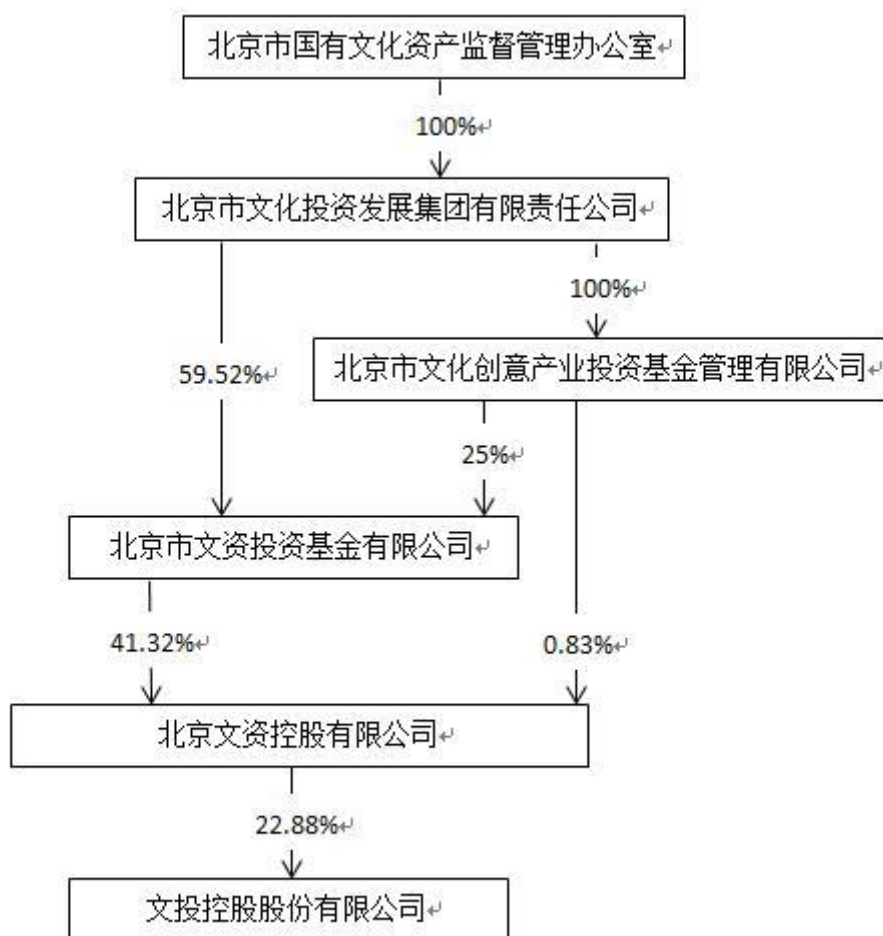 北京市国有文化资产监督管理办公室
100%
北京市文化投资发展集团有限责任公司
100%
59.52%
北京市文化创意产业投资基金管理有限公司
25%
北京市文资投资基金有限公司
41.32%
0.83%
北京文资控股有限公司
22.88%
文投控股股份有限公司